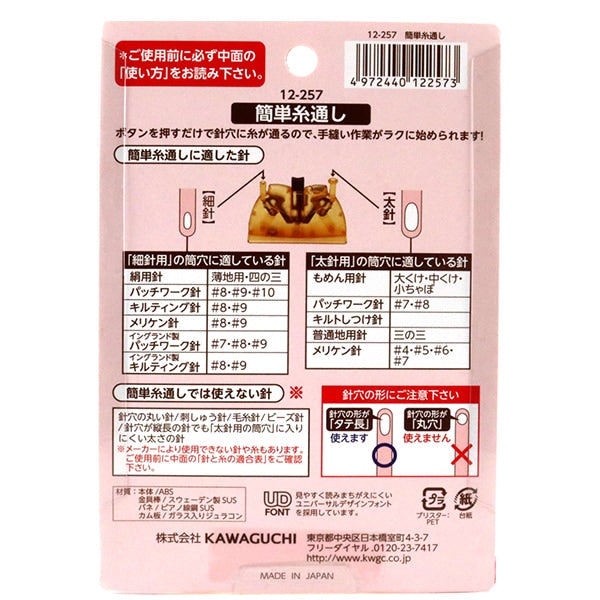 ※ご使用前に必ず中面の
「使い方」をお読み下さい。
12-257 簡単糸通し
4 972440 122573
12-257
簡単糸通し
ボタンを押すだけで針穴に糸が通るので、手縫い作業がラクに始められます!
簡単糸通しに適した針
【細針】
【太針】
「細針用」の筒穴に適している針
絹用針 薄地用・四の三
パッチワーク針 #8・#9・#10
キルティング針 #8・#9
メリケン針 #8・#9
イングランド製
パッチワーク針 #7・#8・#9
イングランド製
キルティング針 #8・#9
「太針用」の筒穴に適している針
もめん用針 大くけ・中くけ・
小ちゃぼ
パッチワーク針 #7・#8
キルトしつけ針
普通地用針 三の三
メリケン針 #4・#5・#6・
#7
簡単糸通しでは使えない針 ※
針穴の丸い針/刺しゅう針/毛糸針/ビーズ針
/針穴が縦長の針でも「太針用の筒穴」に入り
にくい太さの針
※メーカーにより使用できない針や糸もあります。
ご使用前に中面の「針と糸の適合表」をご確認
下さい。
針穴の形にご注意下さい
針穴の形が
「タテ長」
使えます
針穴の形が
「丸穴」
使えません
材質:本体/ABS
金具棒/スウェーデン製SUS
バネ/ピアノ線鋼SUS
カム板/ガラス入りジュラコン
UD
FONT
見やすく読みまちがえにくい
ユニバーサルデザインフォント
を採用しています。
プラ
ブリスター:
PET
紙
台紙
株式会社 KAWAGUCHI
東京都中央区日本橋室町4-3-7
フリーダイヤル .0120-23-7417
http://www.kwgc.co.jp
MADE IN JAPAN